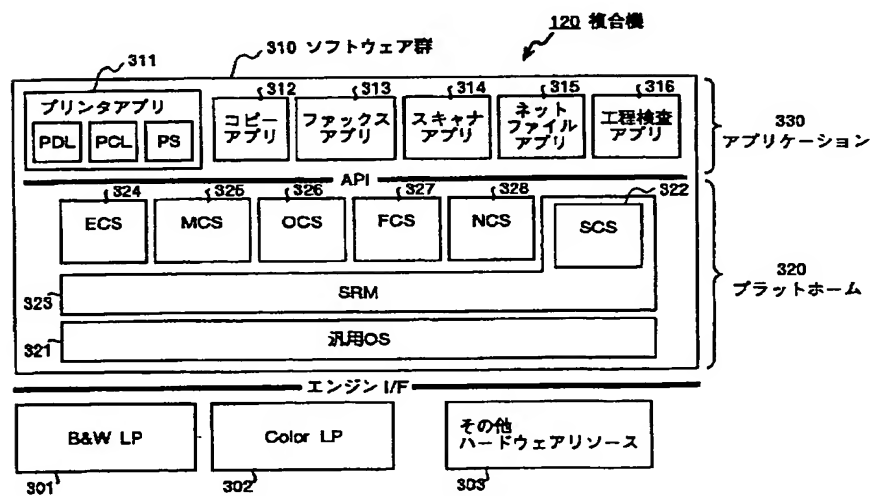 120 複合機
310 ソフトウェア群
311
プリンタアプリ
PDL
PCL
PS
312
コピー
アプリ
313
ファックス
アプリ
314
スキャナ
アプリ
315
ネット
ファイル
アプリ
316
工程検査
アプリ
330
アプリケーション
API
324
ECS
325
MCS
326
OCS
327
FCS
328
NCS
322
SCS
323
SRM
320
プラットホーム
321
汎用OS
エンジン I/F
B&W LP
301
Color LP
302
その他
ハードウェアリソース
303